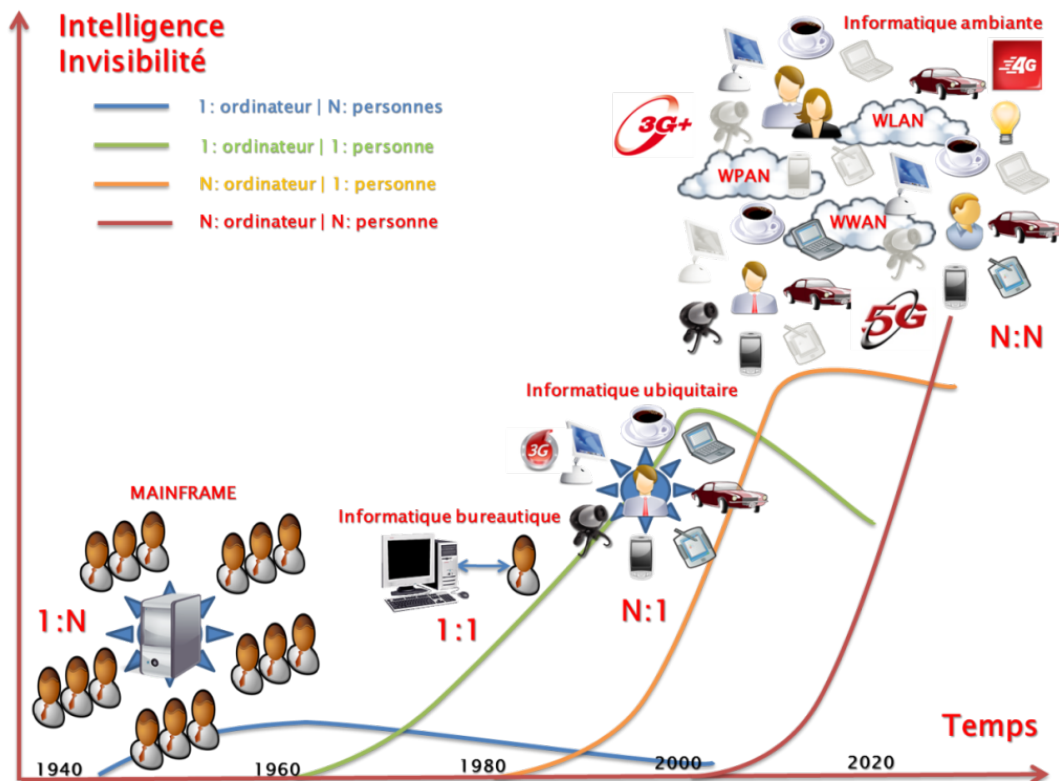 Intelligence
Invisibilité
1: ordinateur | N: personnes
1: ordinateur | 1: personne
N: ordinateur | 1: personne
N: ordinateur | N: personne
Informatique ambiante
4G
3G+
WLAN
WPAN
WWAN
5G
N:N
Informatique ubiquitaire
3G
MAINFRAME
Informatique bureautique
1:N
1:1
N:1
Temps
1940
1960
1980
2000
2020